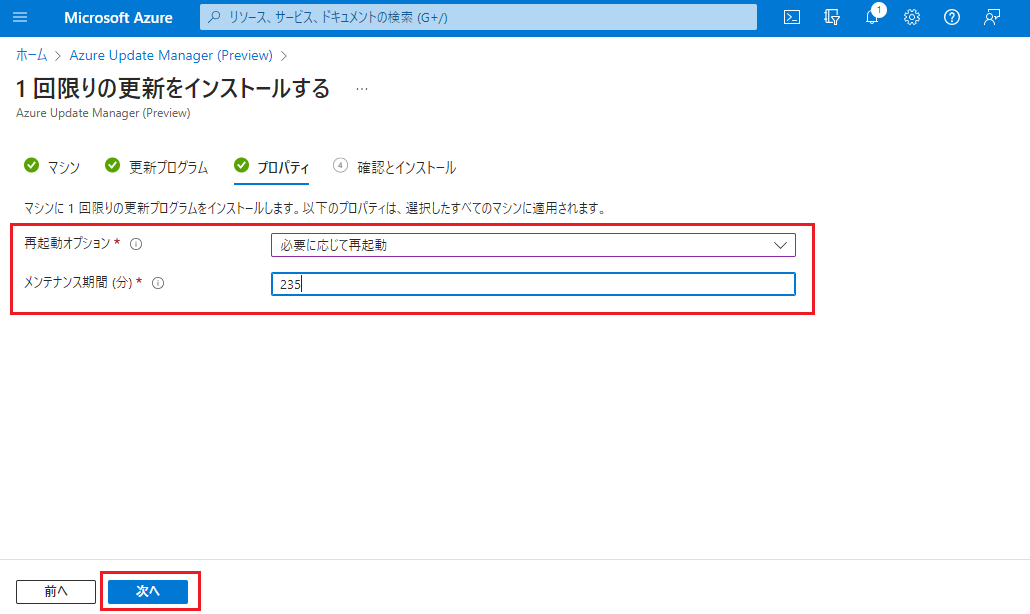 Microsoft Azure
リソース、サービス、ドキュメントの検索 (G+/)
1
ホーム > Azure Update Manager (Preview) >
1 回限りの更新をインストールする ...
Azure Update Manager (Preview)
マシン 更新プログラム プロパティ 4 確認とインストール
マシンに 1 回限りの更新プログラムをインストールします。以下のプロパティは、選択したすべてのマシンに適用されます。
再起動オプション * 必要に応じて再起動
メンテナンス期間 (分) * 235
前へ 次へ